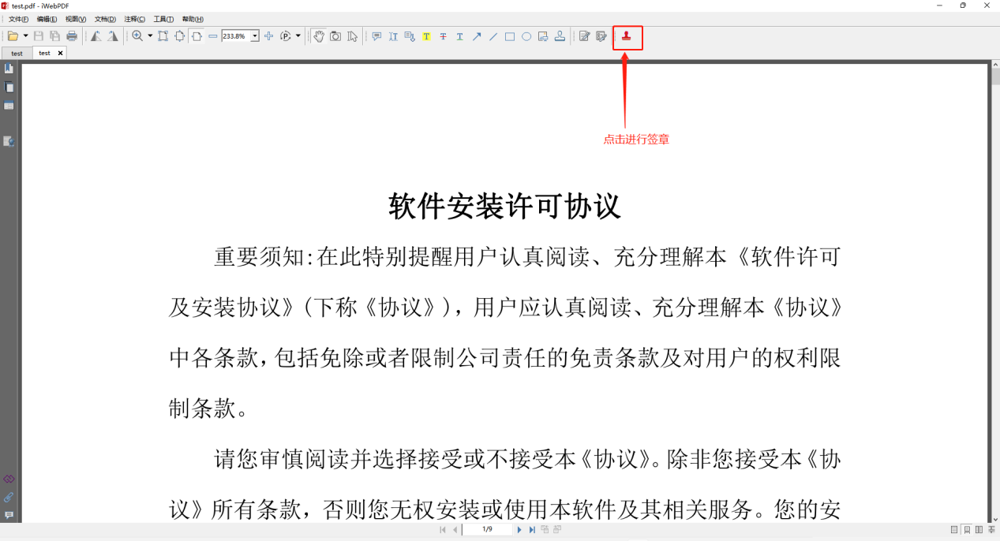 test.pdf - iWebPDF
文件(F) 编辑(E) 视图(V) 文档(D) 注释(C) 工具(T) 帮助(H)
233.8%
test test
点击进行签章
软件安装许可协议
重要须知:在此特别提醒用户认真阅读、充分理解本《软件许可
及安装协议》(下称《协议》),用户应认真阅读、充分理解本《协议》
中各条款,包括免除或者限制公司责任的免责条款及对用户的权利限
制条款。
请您审慎阅读并选择接受或不接受本《协议》。除非您接受本《协
议》所有条款，否则您无权安装或使用本软件及其相关服务。您的安
1/9